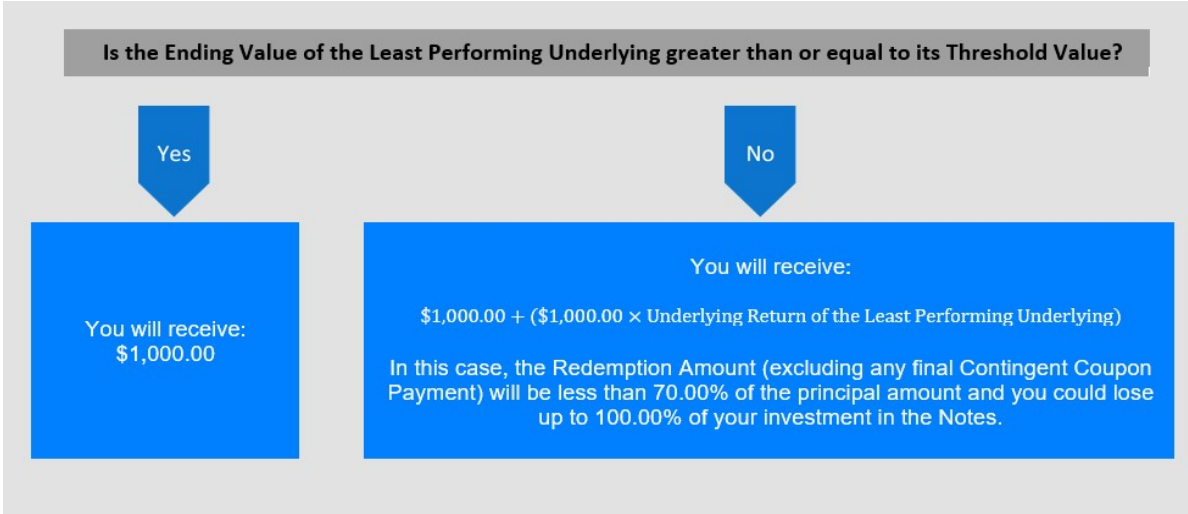 Is the Ending Value of the Least Performing Underlying greater than or equal to its Threshold Value?
Yes
No
You will receive:
$1,000.00
You will receive:
$1,000.00 + ($1,000.00 × Underlying Return of the Least Performing Underlying)
In this case, the Redemption Amount (excluding any final Contingent Coupon
Payment) will be less than 70.00% of the principal amount and you could lose
up to 100.00% of your investment in the Notes.